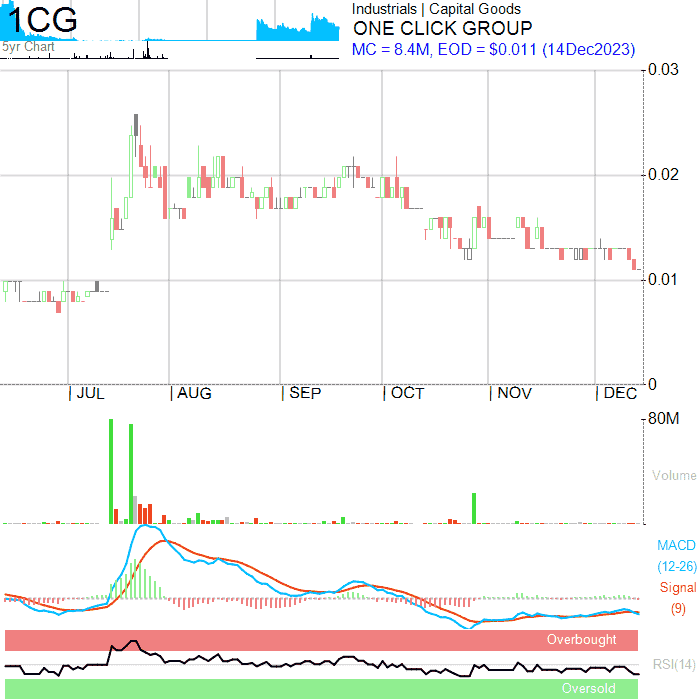 1CG
5yr Chart
Industrials | Capital Goods
ONE CLICK GROUP
MC = 8.4M, EOD = $0.011 (14Dec2023)
0.03
0.02
0.01
0
| JUL | AUG | SEP | OCT | NOV | DEC
80M
Volume
MACD
(12-26)
Signal
(9)
Overbought
RSI(14)
Oversold